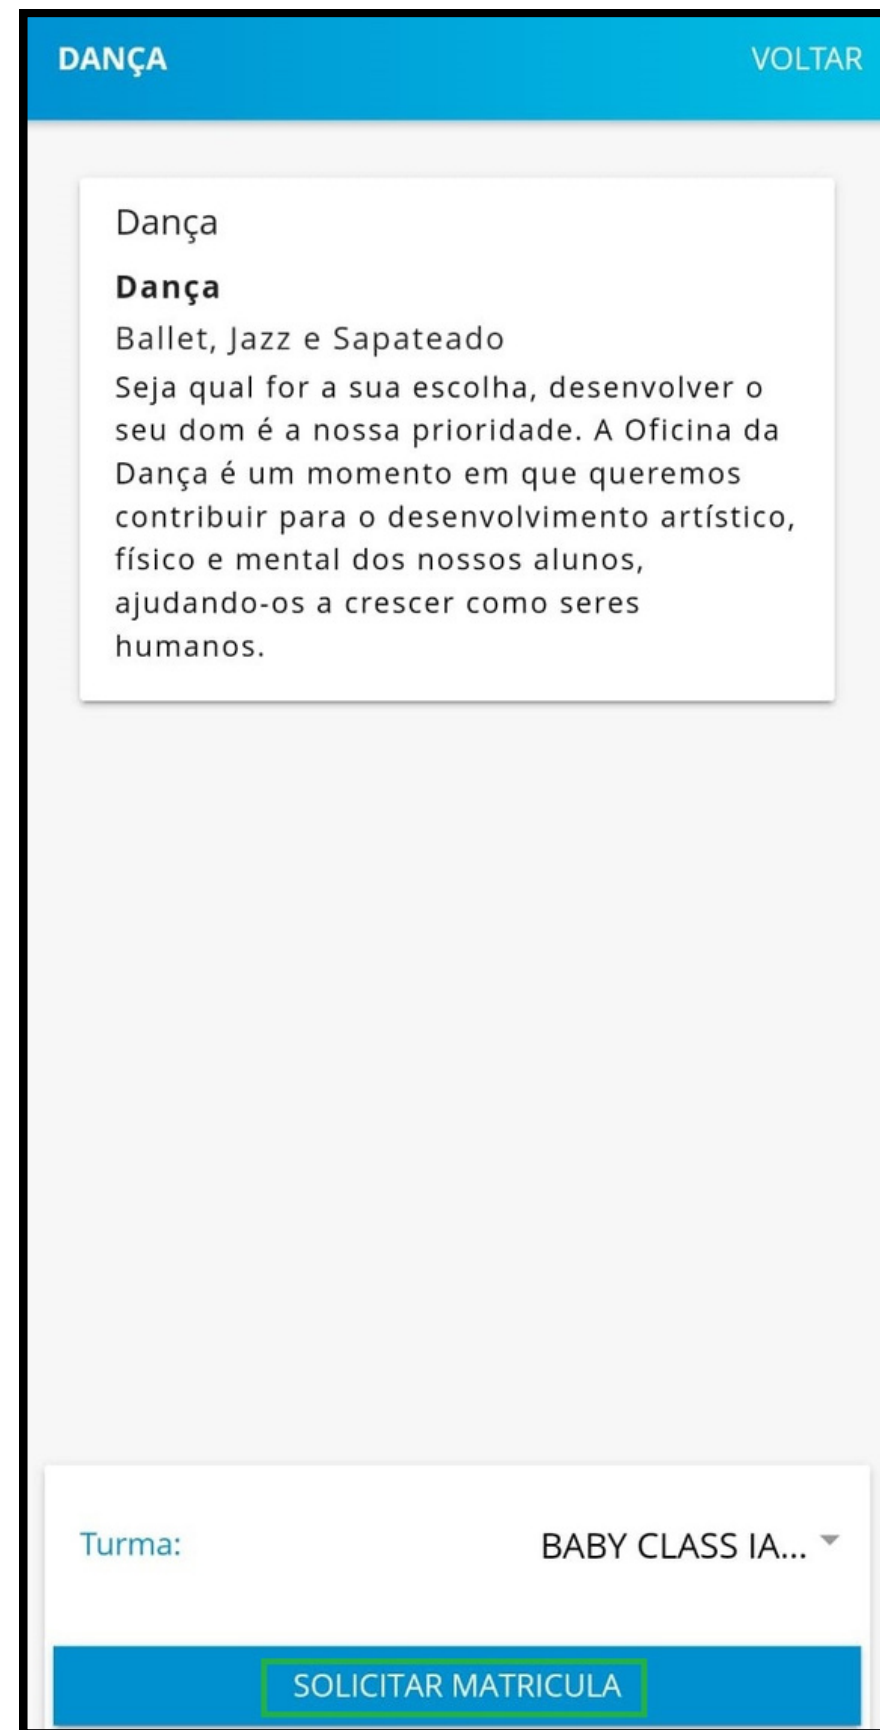 DANÇA VOLTAR
Dança
Dança
Ballet, Jazz e Sapateado
Seja qual for a sua escolha, desenvolver o
seu dom é a nossa prioridade. A Oficina da
Dança é um momento em que queremos
contribuir para o desenvolvimento artístico,
físico e mental dos nossos alunos,
ajudando-os a crescer como seres
humanos.
Turma: BABY CLASS IA...
SOLICITAR MATRICULA